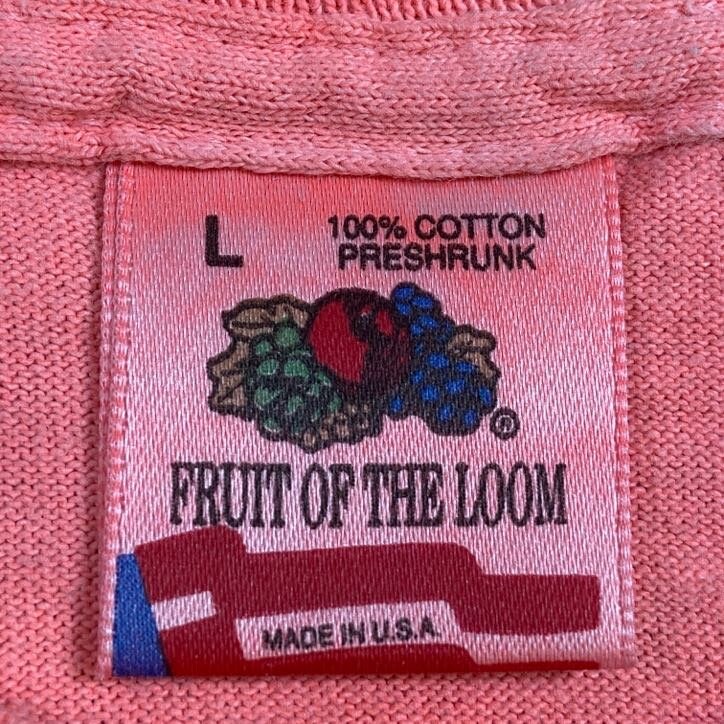 L
100% COTTON
PRESHRUNK
®
FRUIT OF THE LOOM
MADE IN U.S.A.